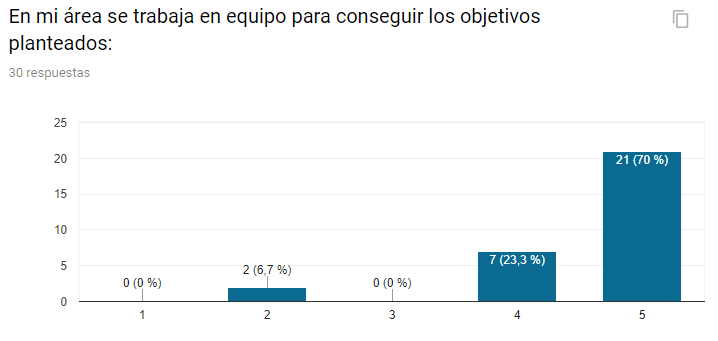 En mi área se trabaja en equipo para conseguir los objetivos
planteados:
30 respuestas
25
20
15
10
5
0
0 (0 %)
2 (6,7 %)
0 (0 %)
7 (23,3 %)
21 (70 %)
1 2 3 4 5